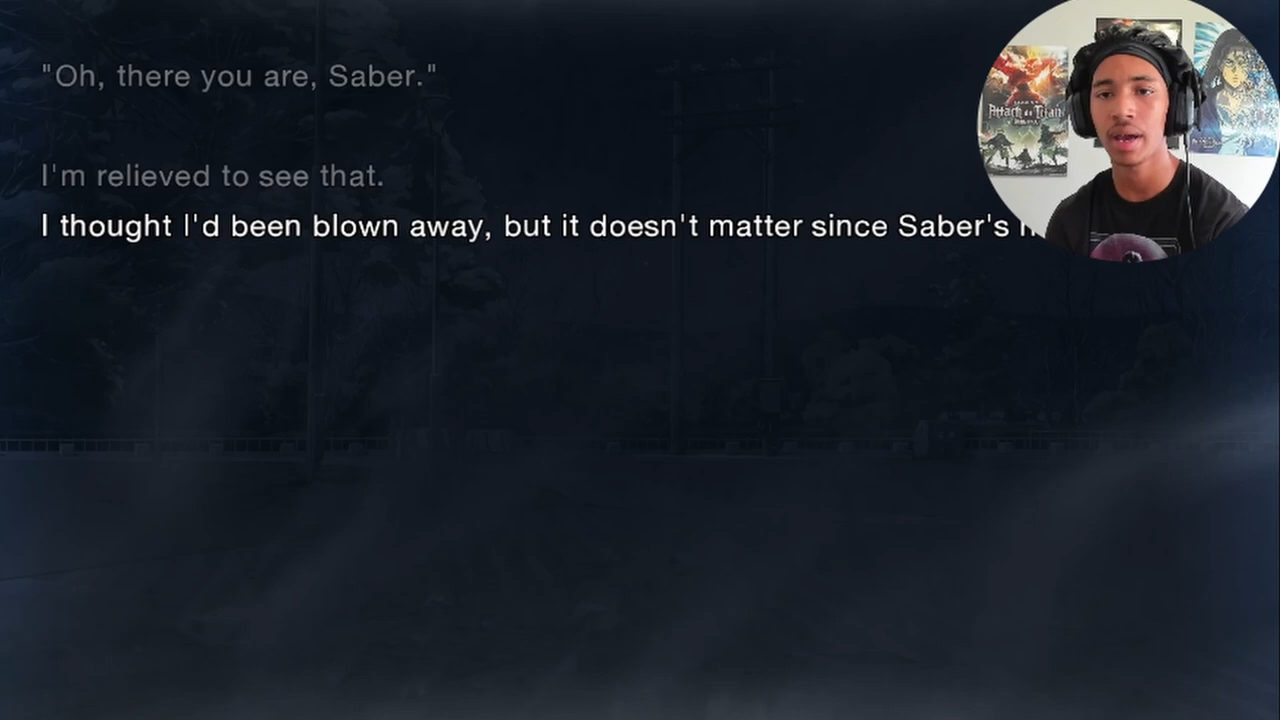 "Oh, there you are, Saber."
I'm relieved to see that.
I thought I'd been blown away, but it doesn't matter since Saber's
Attack on Titan